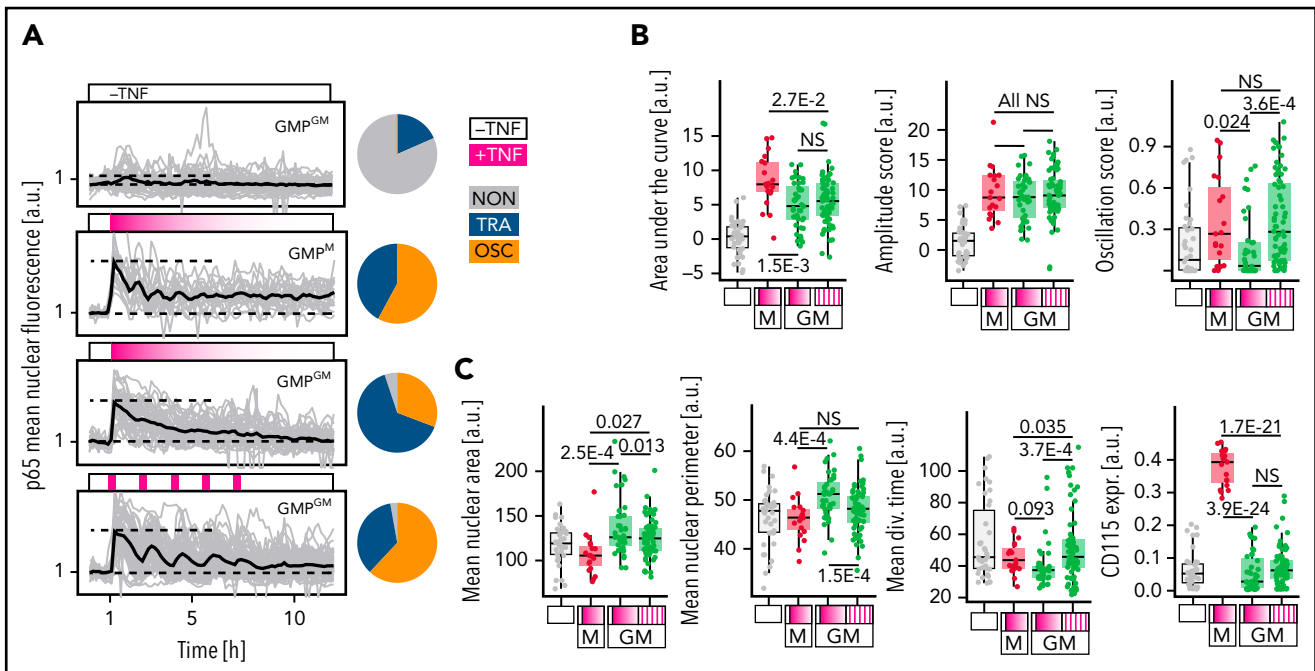 A
–TNF
GMP^GM
1
GMP^M
1
GMP^GM
1
GMP^GM
1
1 5 10
Time [h]
p65 mean nuclear fluorescence [a.u.]
–TNF
+TNF
NON
TRA
OSC
B
Area under the curve [a.u.]
15
10
5
0
–5
2.7E-2
NS
1.5E-3
M GM
Amplitude score [a.u.]
20
15
10
5
0
All NS
M GM
Oscillation score [a.u.]
0.9
0.6
0.3
NS
3.6E-4
0.024
M GM
C
Mean nuclear area [a.u.]
200
150
100
0.027
0.013
2.5E-4
M GM
Mean nuclear perimeter [a.u.]
60
50
40
NS
4.4E-4
1.5E-4
M GM
Mean div. time [a.u.]
100
80
60
40
20
0.035
3.7E-4
0.093
M GM
CD115 expr. [a.u.]
0.4
0.3
0.2
0.1
0.0
1.7E-21
NS
3.9E-24
M GM